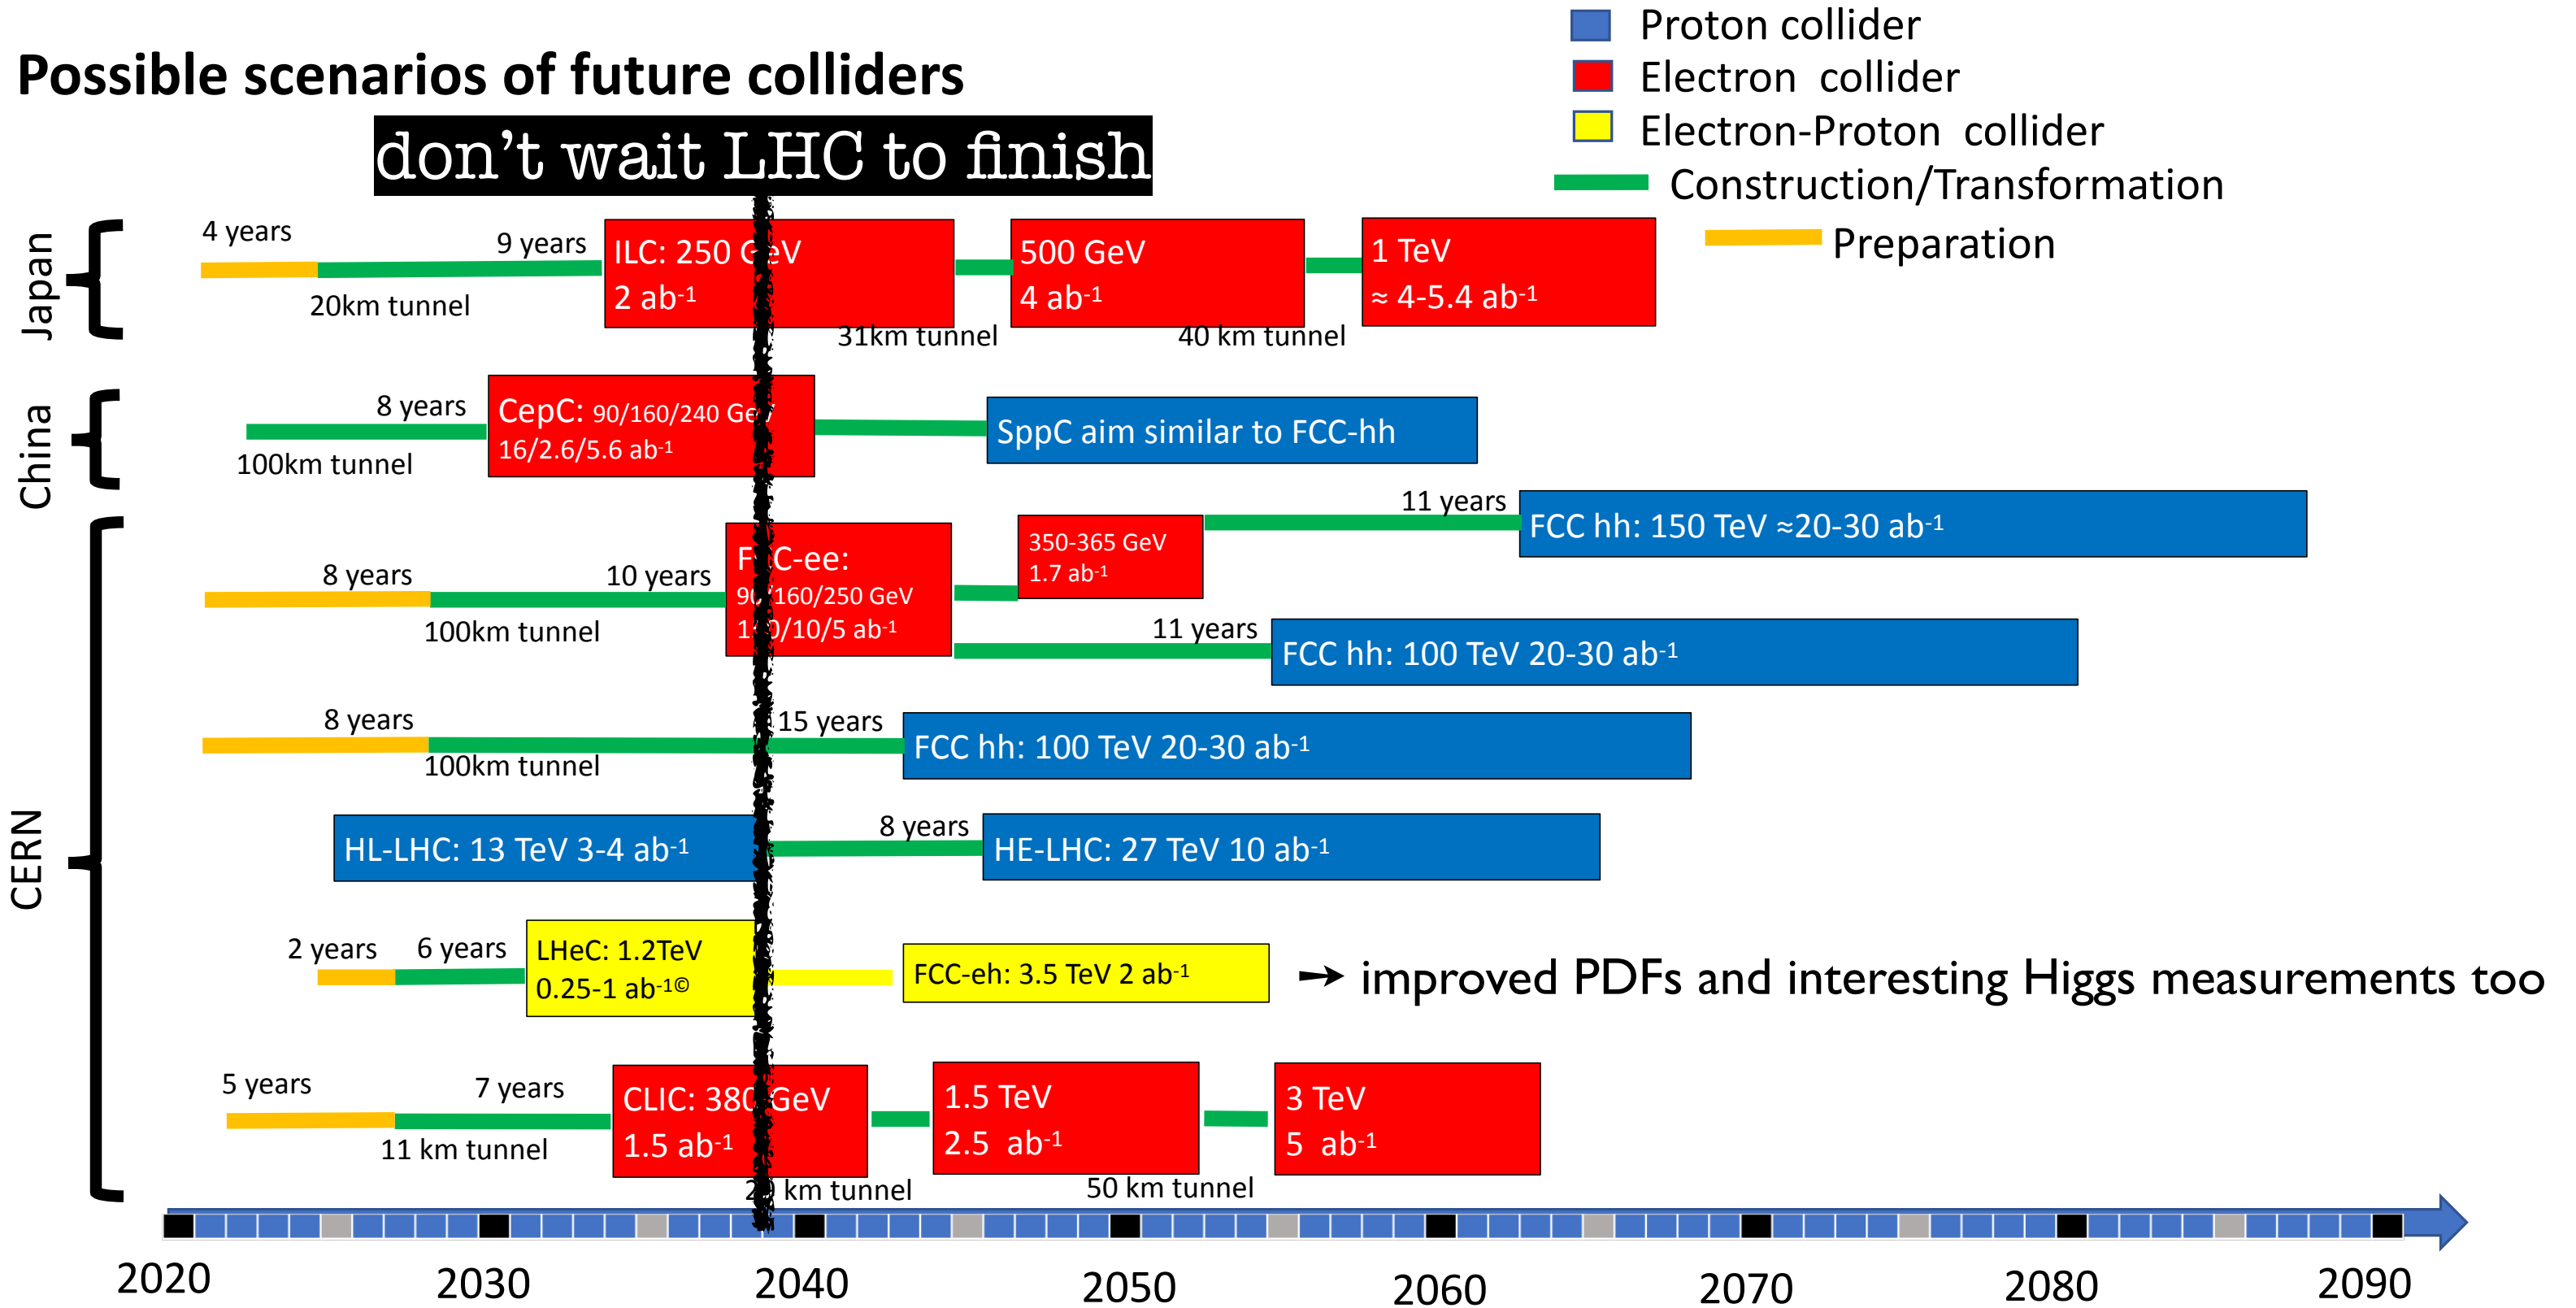 Possible scenarios of future colliders
don't wait LHC to finish
Proton collider
Electron collider
Electron-Proton collider
Construction/Transformation
Preparation
Japan
4 years
9 years
20km tunnel
ILC: 250 GeV
2 ab-1
31km tunnel
500 GeV
4 ab-1
40 km tunnel
1 TeV
≈ 4-5.4 ab-1
China
8 years
100km tunnel
CepC: 90/160/240 GeV
16/2.6/5.6 ab-1
SppC aim similar to FCC-hh
CERN
8 years
10 years
100km tunnel
FCC-ee:
90/160/250 GeV
/10/5 ab-1
350-365 GeV
1.7 ab-1
11 years
FCC hh: 150 TeV ≈20-30 ab-1
11 years
FCC hh: 100 TeV 20-30 ab-1
8 years
15 years
100km tunnel
FCC hh: 100 TeV 20-30 ab-1
HL-LHC: 13 TeV 3-4 ab-1
8 years
HE-LHC: 27 TeV 10 ab-1
2 years
6 years
LHeC: 1.2TeV
0.25-1 ab-1©
FCC-eh: 3.5 TeV 2 ab-1
➛ improved PDFs and interesting Higgs measurements too
5 years
7 years
11 km tunnel
CLIC: 380 GeV
1.5 ab-1
km tunnel
1.5 TeV
2.5 ab-1
50 km tunnel
3 TeV
5 ab-1
2020
2030
2040
2050
2060
2070
2080
2090